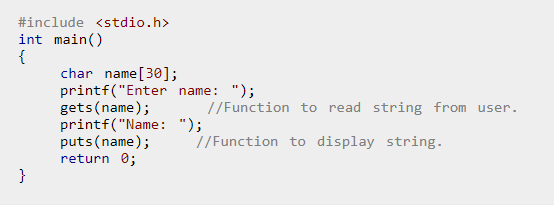 #include <stdio.h>
int main()
{
char name[30];
printf("Enter name: ");
gets(name);      //Function to read string from user.
printf("Name: ");
puts(name);     //Function to display string.
return 0;
}